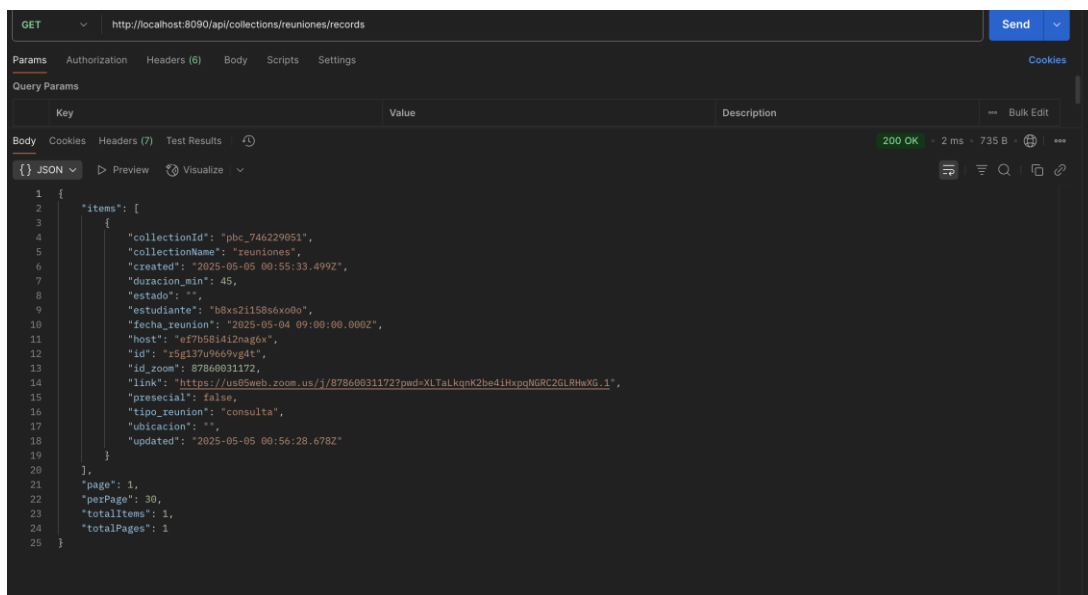 GET http://localhost:8090/api/collections/reuniones/records Send
Params Authorization Headers (6) Body Scripts Settings Cookies
Query Params
Key Value Description Bulk Edit
Body Cookies Headers (7) Test Results 200 OK 2 ms 735 B
{} JSON Preview Visualize
1 {
2 "items": [
3 {
4 "collectionId": "pbc_746229051",
5 "collectionName": "reuniones",
6 "created": "2025-05-05 00:55:33.499Z",
7 "duracion_min": 45,
8 "estado": "",
9 "estudiante": "b8xs2i158s6xo0o",
10 "fecha_reunion": "2025-05-04 09:00:00.000Z",
11 "host": "ef7b58i4i2nag6x",
12 "id": "r5g137u9669vg4t",
13 "id_zoom": 87860031172,
14 "link": "https://us05web.zoom.us/j/87860031172?pwd=XLTaLkqnK2be4iHxpqNGRC2GLRHwXG.1",
15 "presecial": false,
16 "tipo_reunion": "consulta",
17 "ubicacion": "",
18 "updated": "2025-05-05 00:56:28.678Z"
19 }
20 ],
21 "page": 1,
22 "perPage": 30,
23 "totalItems": 1,
24 "totalPages": 1
25 }